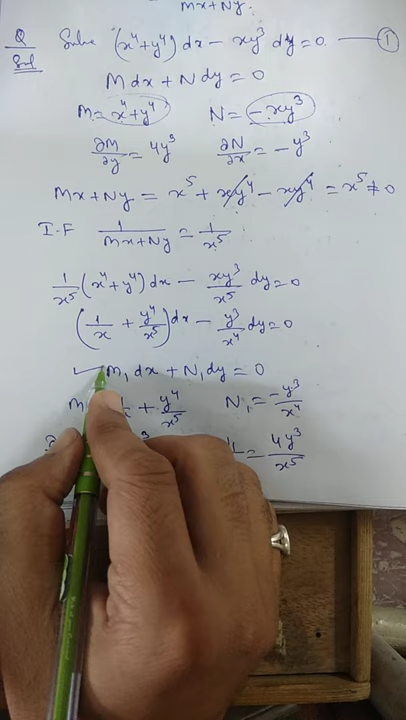 Mx+Ny.
Q Solve (x⁴+y⁴) dx − xy³ dy = 0. —— ①
Sol M dx + N dy = 0
M = x⁴+y⁴ N = −xy³
∂M/∂y = 4y³ ∂N/∂x = −y³
Mx+Ny = x⁵ + xy⁴ − xy⁴ = x⁵ ≠ 0
I.F 1/(Mx+Ny) = 1/x⁵
1/x⁵ (x⁴+y⁴) dx − xy³/x⁵ dy = 0
(1/x + y⁴/x⁵) dx − y³/x⁴ dy = 0
✓ M₁ dx + N₁ dy = 0
M + y⁴/x⁵ N₁ = −y³/x⁴
= 4y³/x⁵